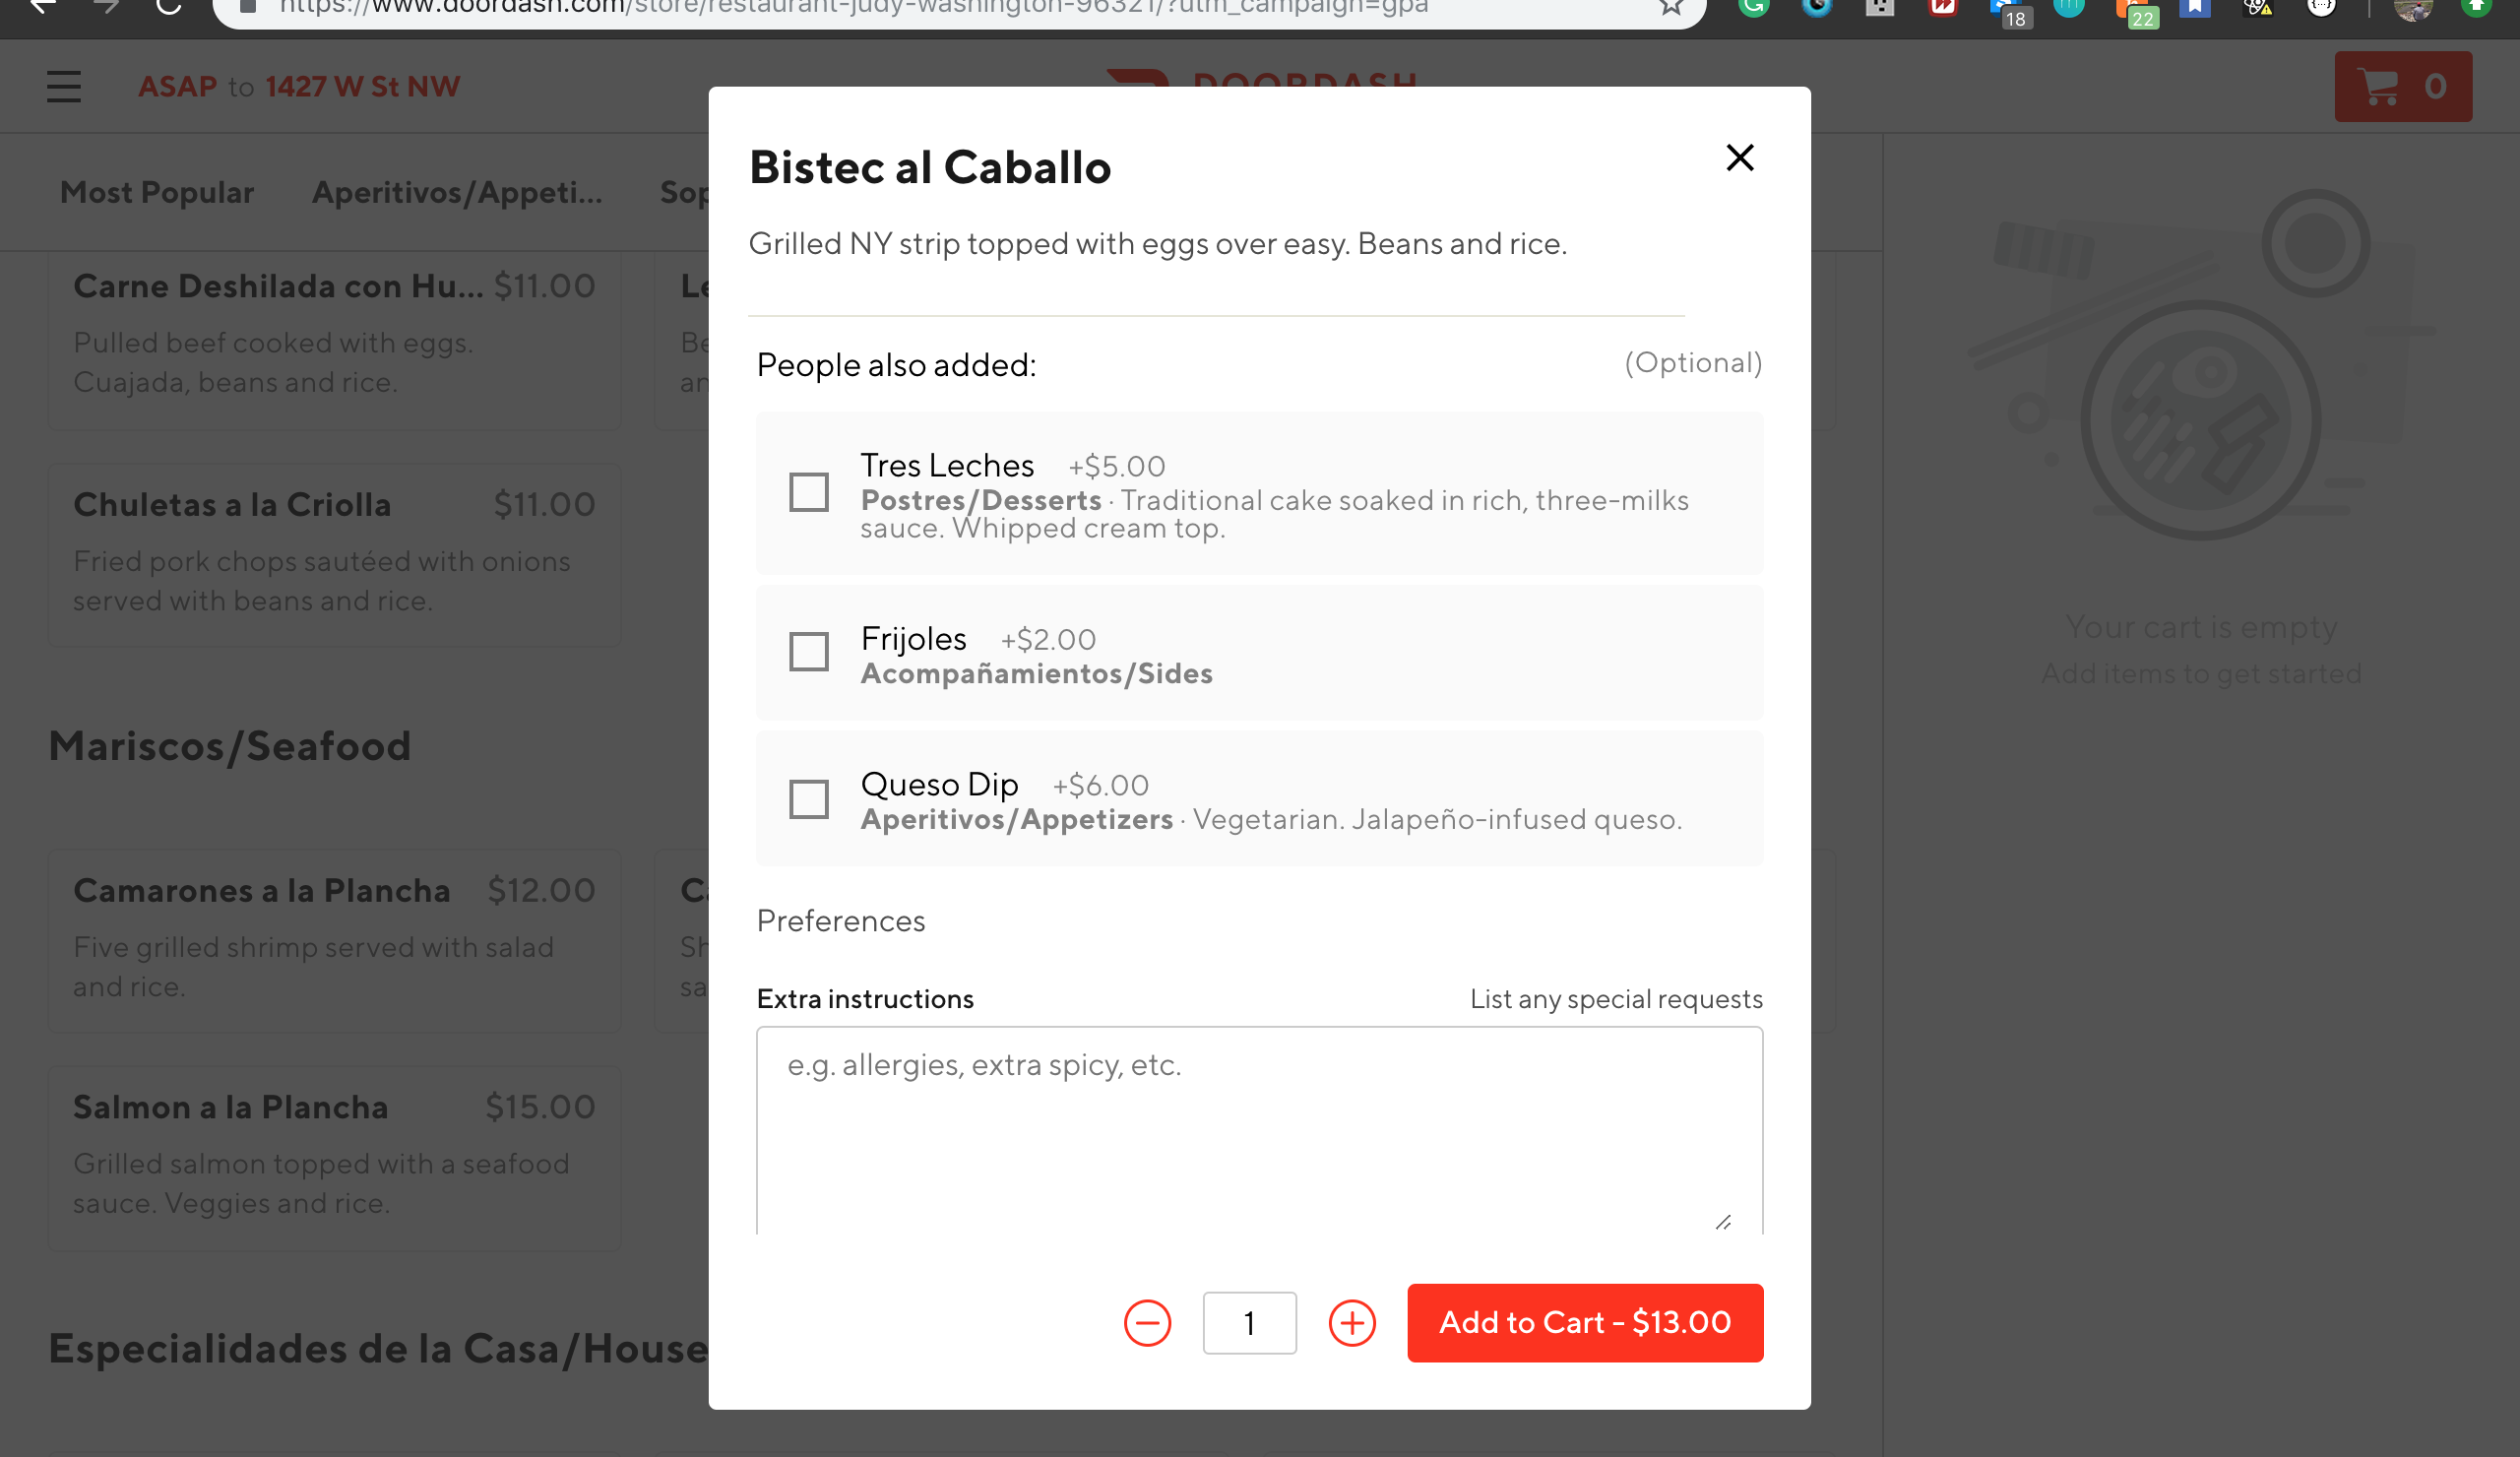 https://www.doordash.com/store/restaurant-judy-washington-96321/?utm_campaign=gpa
18
22
ASAP to 1427 W St NW
DOORDASH
0
Most Popular
Aperitivos/Appeti...
Carne Deshilada con Hu... $11.00
Pulled beef cooked with eggs.
Cuajada, beans and rice.
Chuletas a la Criolla $11.00
Fried pork chops sautéed with onions
served with beans and rice.
Mariscos/Seafood
Camarones a la Plancha $12.00
Five grilled shrimp served with salad
and rice.
Salmon a la Plancha $15.00
Grilled salmon topped with a seafood
sauce. Veggies and rice.
Especialidades de la Casa/House
Bistec al Caballo
Grilled NY strip topped with eggs over easy. Beans and rice.
People also added: (Optional)
Tres Leches +$5.00
Postres/Desserts · Traditional cake soaked in rich, three-milks
sauce. Whipped cream top.
Frijoles +$2.00
Acompañamientos/Sides
Queso Dip +$6.00
Aperitivos/Appetizers · Vegetarian. Jalapeño-infused queso.
Preferences
Extra instructions List any special requests
e.g. allergies, extra spicy, etc.
1
Add to Cart - $13.00
Your cart is empty
Add items to get started